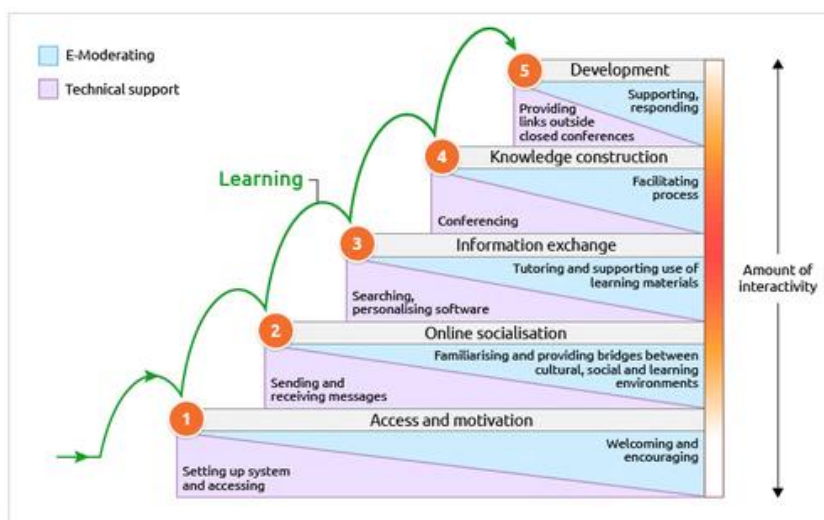 E-Moderating
Technical support
5
Development
Supporting,
responding
Providing
links outside
closed conferences
4
Knowledge construction
Learning
Facilitating
process
Conferencing
3
Information exchange
Amount of
interactivity
Tutoring and supporting use of
learning materials
Searching,
personalising software
2
Online socialisation
Familiarising and providing bridges between
cultural, social and learning
environments
Sending and
receiving messages
1
Access and motivation
Welcoming and
encouraging
Setting up system
and accessing